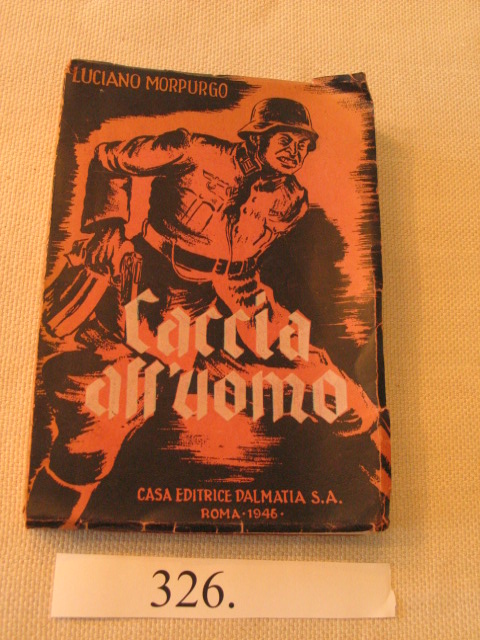 LUCIANO MORPURGO
Caccia
all'uomo
CASA EDITRICE DALMATIA S.A.
ROMA·1946·
326.